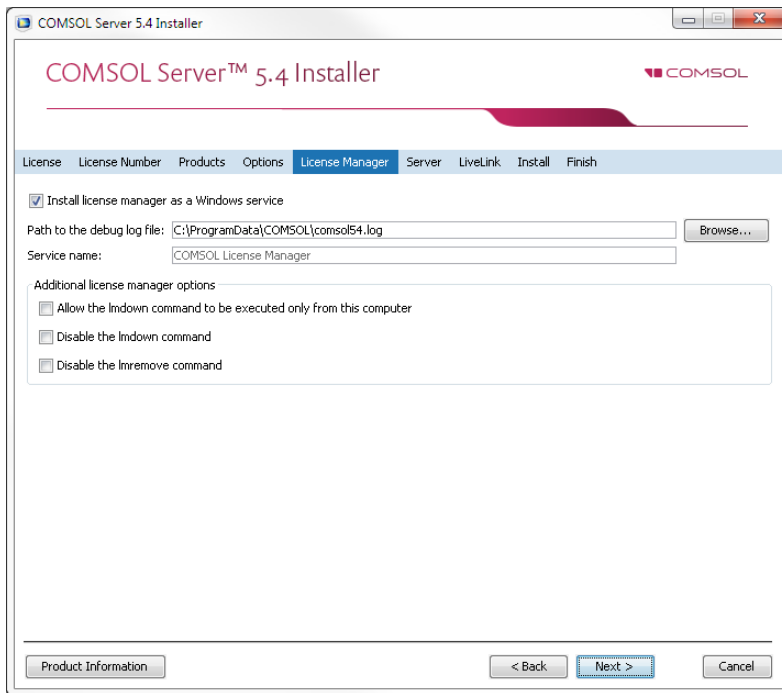 COMSOL Server 5.4 Installer
COMSOL Server™ 5.4 Installer
COMSOL
License License Number Products Options License Manager Server LiveLink Install Finish
Install license manager as a Windows service
Path to the debug log file: C:\ProgramData\COMSOL\comsol54.log Browse...
Service name: COMSOL License Manager
Additional license manager options
Allow the lmdown command to be executed only from this computer
Disable the lmdown command
Disable the lmremove command
Product Information < Back Next > Cancel